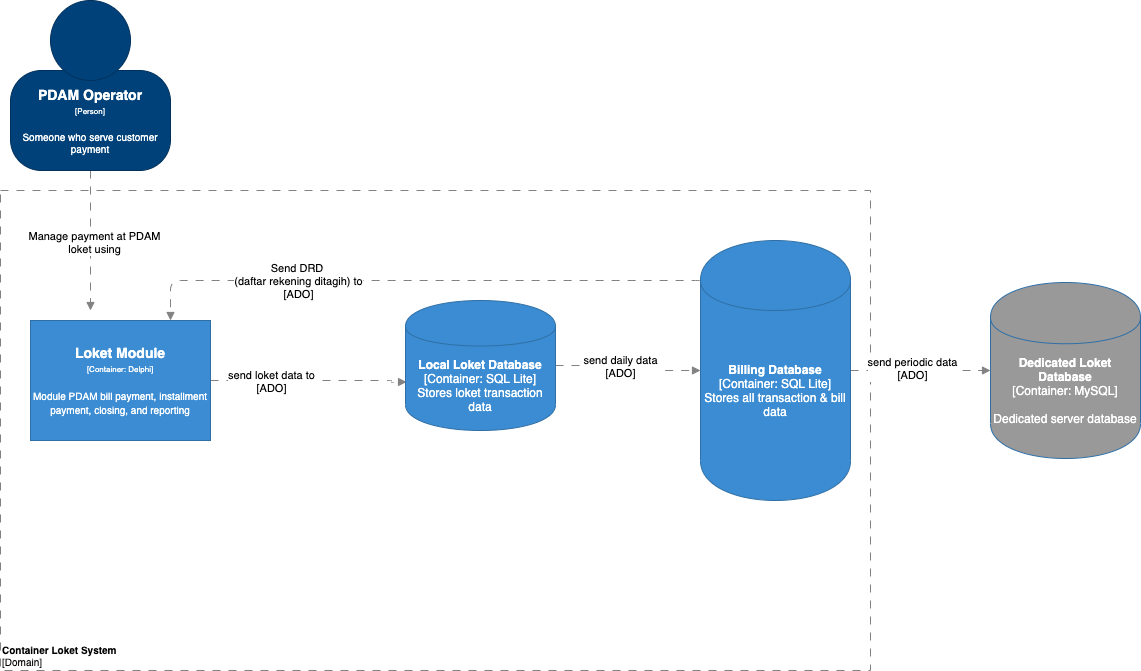 PDAM Operator
[Person]
Someone who serve customer
payment
Manage payment at PDAM
loket using
Send DRD
(daftar rekening ditagih) to
[ADO]
Loket Module
[Container: Delphi]
Module PDAM bill payment, installment
payment, closing, and reporting
send loket data to
[ADO]
Local Loket Database
[Container: SQL Lite]
Stores loket transaction
data
send daily data
[ADO]
Billing Database
[Container: SQL Lite]
Stores all transaction & bill
data
send periodic data
[ADO]
Dedicated Loket
Database
[Container: MySQL]
Dedicated server database
Container Loket System
[Domain]